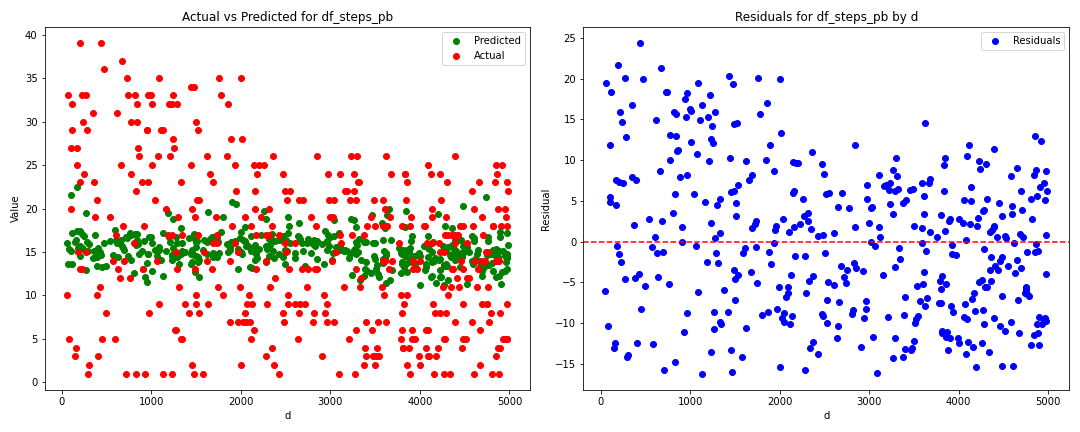 Actual vs Predicted for df_steps_pb
Value
40
35
30
25
20
15
10
5
0
Predicted
Actual
0 1000 2000 3000 4000 5000
d
Residuals for df_steps_pb by d
Residual
25
20
15
10
5
0
−5
−10
−15
Residuals
0 1000 2000 3000 4000 5000
d